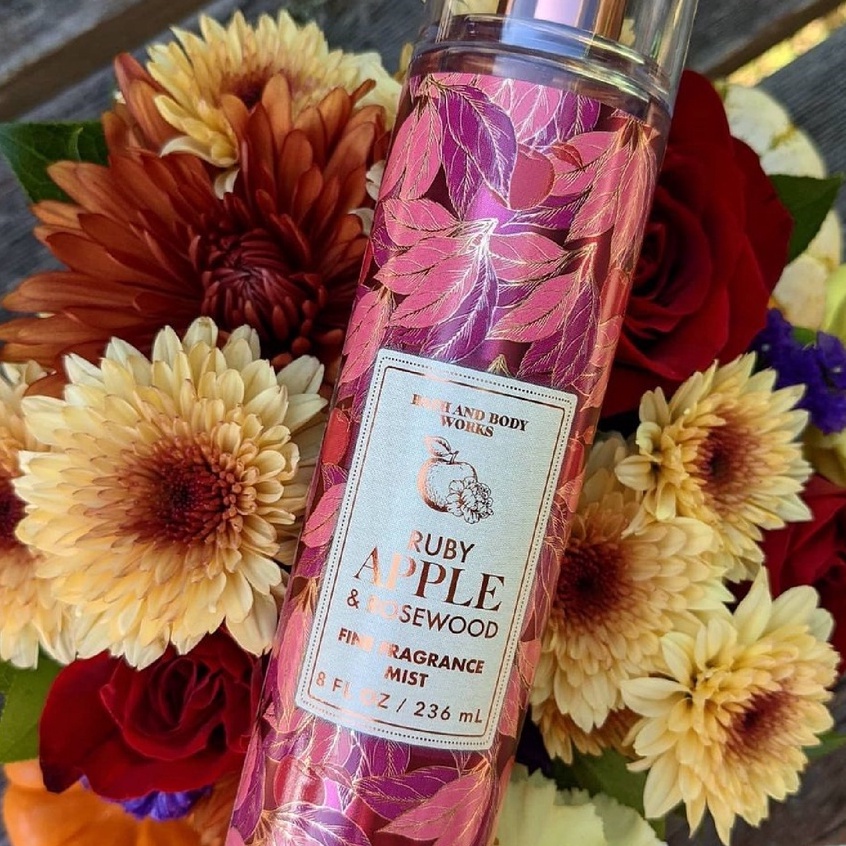 BATH AND BODY
WORKS
RUBY
APPLE
& ROSEWOOD
FINE FRAGRANCE
MIST
8 FL OZ / 236 mL